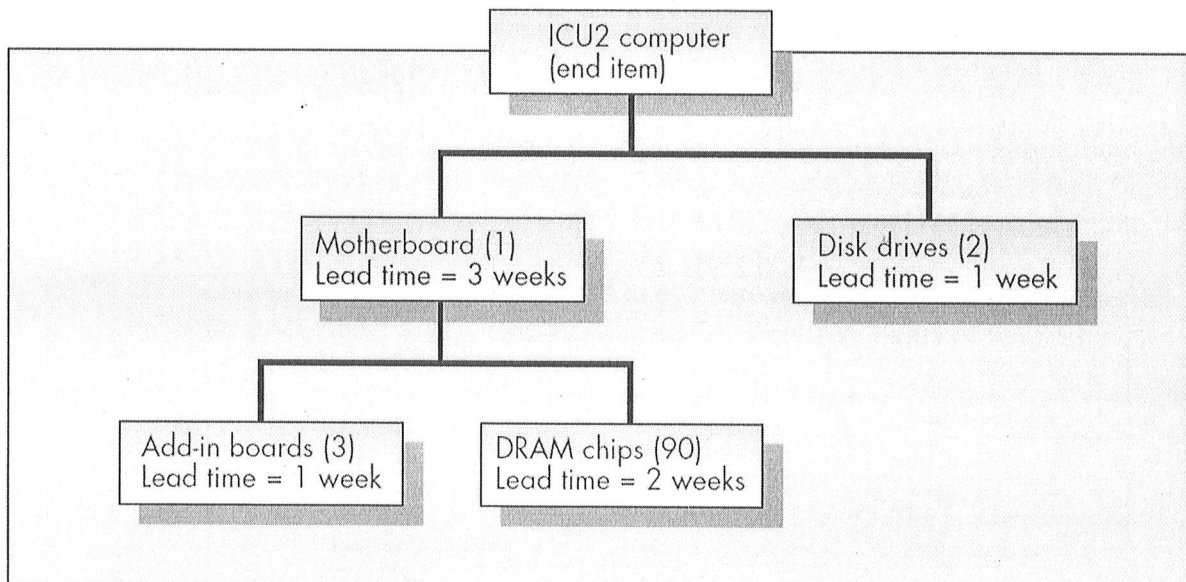 ICU2 computer
(end item)
Motherboard (1)
Lead time = 3 weeks
Disk drives (2)
Lead time = 1 week
Add-in boards (3)
Lead time = 1 week
DRAM chips (90)
Lead time = 2 weeks